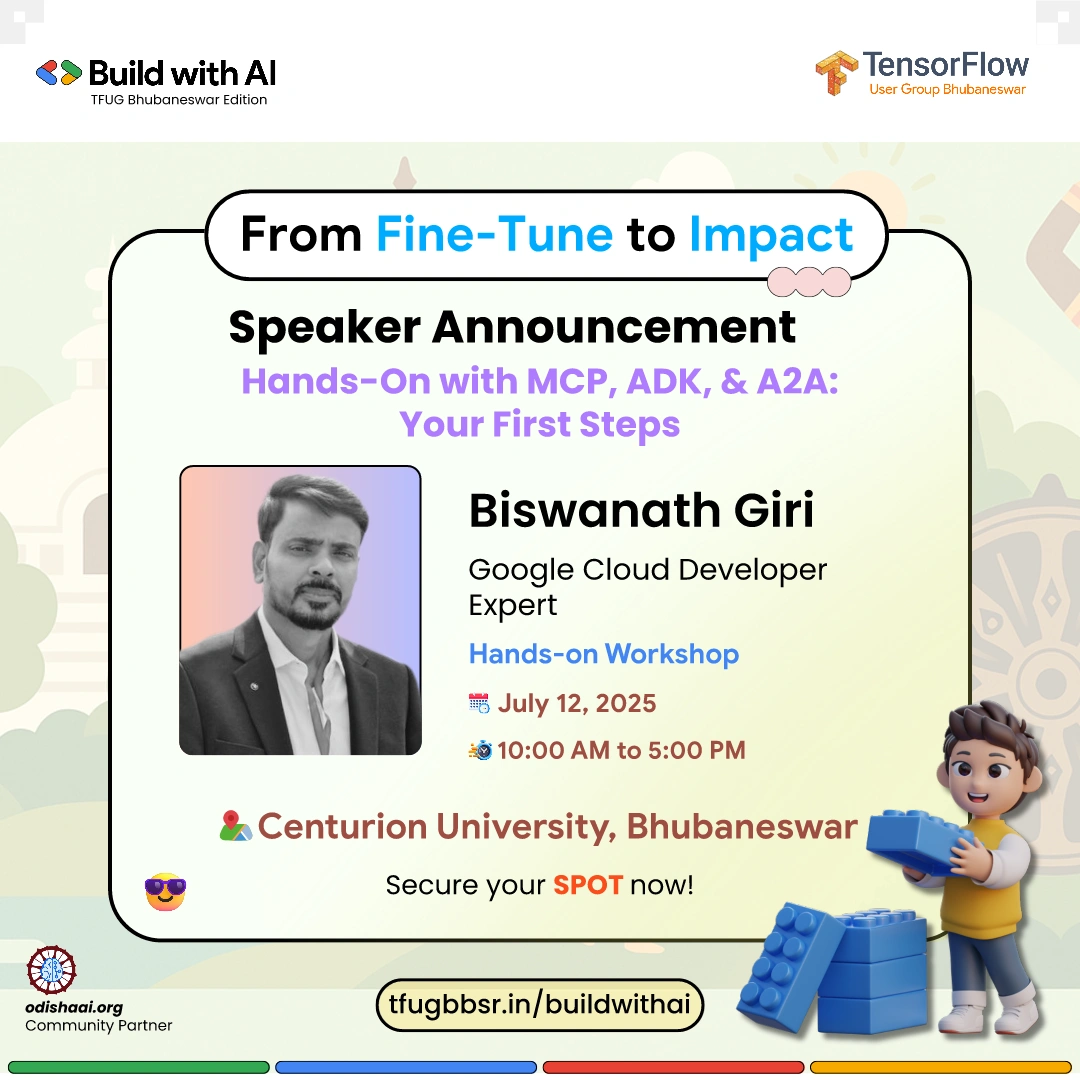 Build with AI
TFUG Bhubaneswar Edition
TensorFlow
User Group Bhubaneswar
From Fine-Tune to Impact
Speaker Announcement
Hands-On with MCP, ADK, & A2A:
Your First Steps
Biswanath Giri
Google Cloud Developer
Expert
Hands-on Workshop
July 12, 2025
10:00 AM to 5:00 PM
Centurion University, Bhubaneswar
Secure your SPOT now!
odishaai.org
Community Partner
tfugbbsr.in/buildwithai